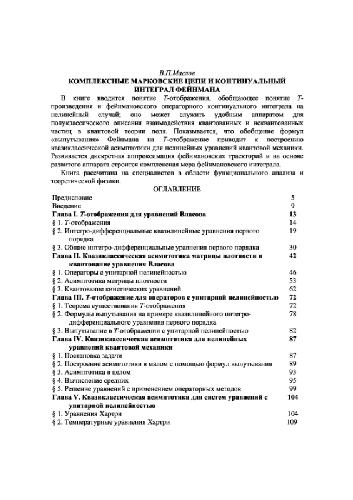 В.П.Маслов
КОМПЛЕКСНЫЕ МАРКОВСКИЕ ЦЕПИ И КОНТИНУАЛЬНЫЙ
ИНТЕГРАЛ ФЕЙНМАНА
В книге вводится понятие T-отображения, обобщающее понятие T-
произведения и фейнмановского операторного континуального интеграла на
нелинейный случай; оно может служить удобным аппаратом для
полуклассического описания взаимодействия квантованных и неквантованных
частиц в квантовой теории поля. Показывается, что обобщение формул
«выпутывания» Фейнмана на T-отображение приводит к построению
квазиклассической асимптотики для нелинейных уравнений квантовой механики.
Развивается дискретная аппроксимация фейнмановских траекторий и на основе
развитого аппарата строится комплексная мера фейнмановского интеграла.
Книга рассчитана на специалистов в области функционального анализа и
теоретической физики.
ОГЛАВЛЕНИЕ
Предисловие 5
Введение 9
Глава I. T-отображения для уравнений Власова 13
§ 1. T-отображения 14
§ 2. Интегро-дифференциальные квазилинейные уравнения первого 19
порядка
§ 3. Общие интегро-дифференциальные уравнения первого порядка 30
Глава II. Квазиклассическая асимптотика матрицы плотности и 42
квантование уравнения Власова
§ 1. Операторы с унитарной нелинейностью 46
§ 2. Асимптотика матрицы плотности 53
§ 3. Квантование кинетических уравнений 62
Глава III. T-отображение для операторов с унитарной нелинейностью 72
§ 1. Теорема существования T-отображения 72
§ 2. Формулы выпутывания на примере квазилинейного интегро- 78
дифференциального уравнения первого порядка
§ 3. Выпутывание в T-отображении с унитарной нелинейностью 82
Глава IV. Квазиклассическая асимптотика для нелинейных 87
уравнений квантовой механики
§ 1. Постановка задачи 87
§ 2. Построение асимптотики в малом с помощью формул выпутывания 89
§ 3. Асимптотика в целом 93
§ 4. Вычисление средних 95
§ 5. Решение уравнений с применением операторных методов 99
Глава V. Квазиклассическая асимптотика для систем уравнений с 104
унитарной нелинейностью
§ 1. Уравнения Хартри 104
§ 2. Температурные уравнения Хартри 109